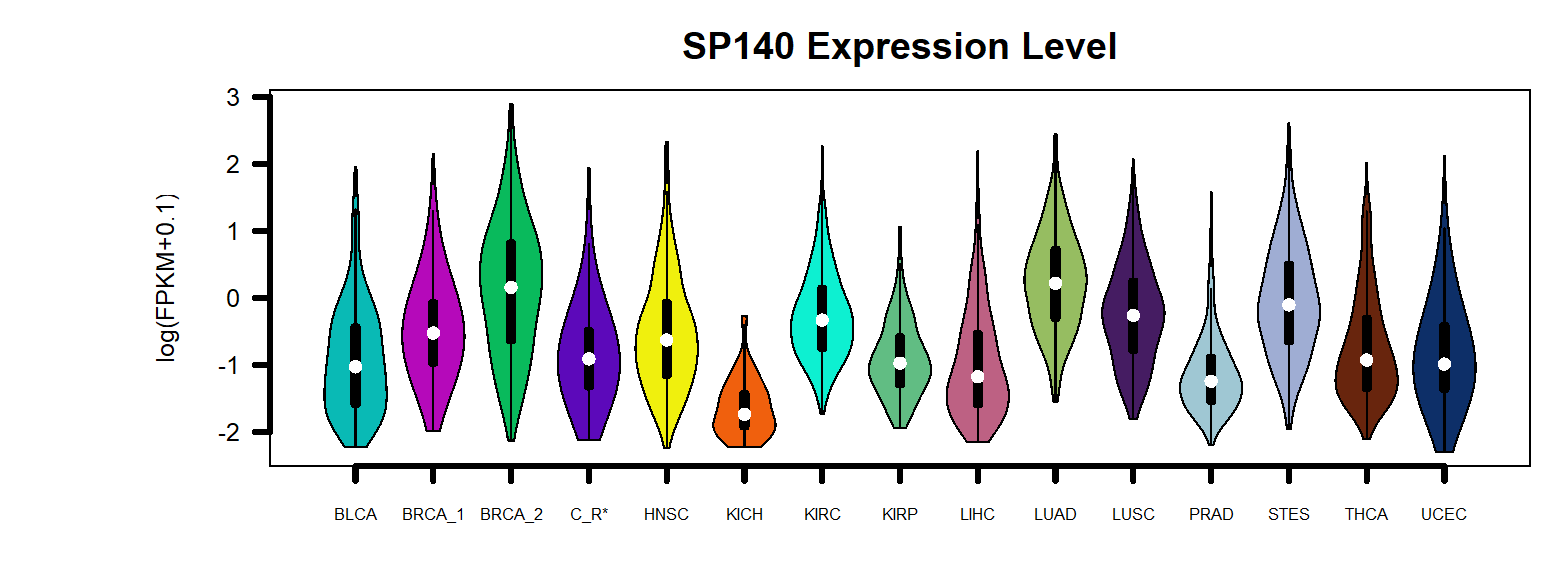 SP140 Expression Level
log(FPKM+0.1)
3
2
1
0
-1
-2
BLCA BRCA_1 BRCA_2 C_R* HNSC KICH KIRC KIRP LIHC LUAD LUSC PRAD STES THCA UCEC